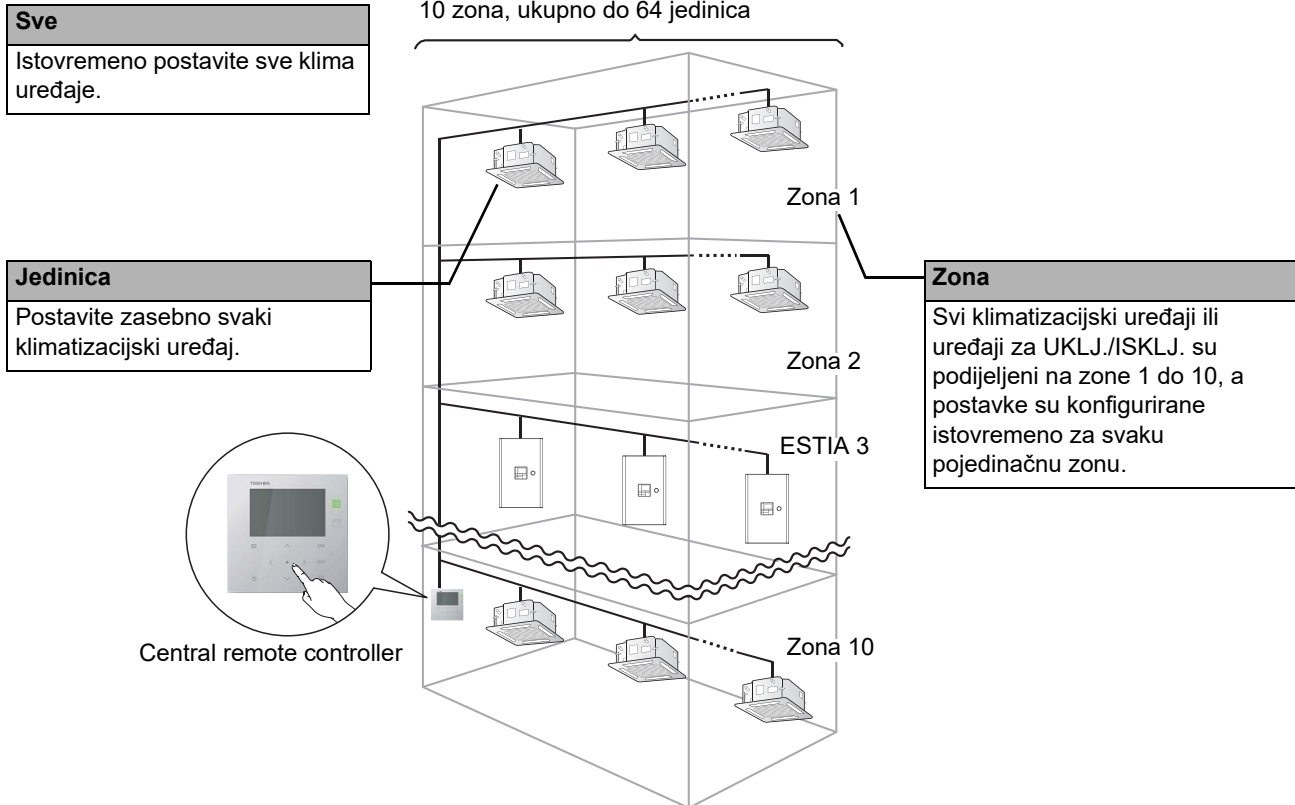 10 zona, ukupno do 64 jedinica
Sve
Istovremeno postavite sve klima
uređaje.
Zona 1
Jedinica
Postavite zasebno svaki
klimatizacijski uređaj.
Zona
Svi klimatizacijski uređaji ili
uređaji za UKLJ./ISKLJ. su
podijeljeni na zone 1 do 10, a
postavke su konfigurirane
istovremeno za svaku
pojedinačnu zonu.
Zona 2
ESTIA 3
TOSHIBA
Zona 10
Central remote controller